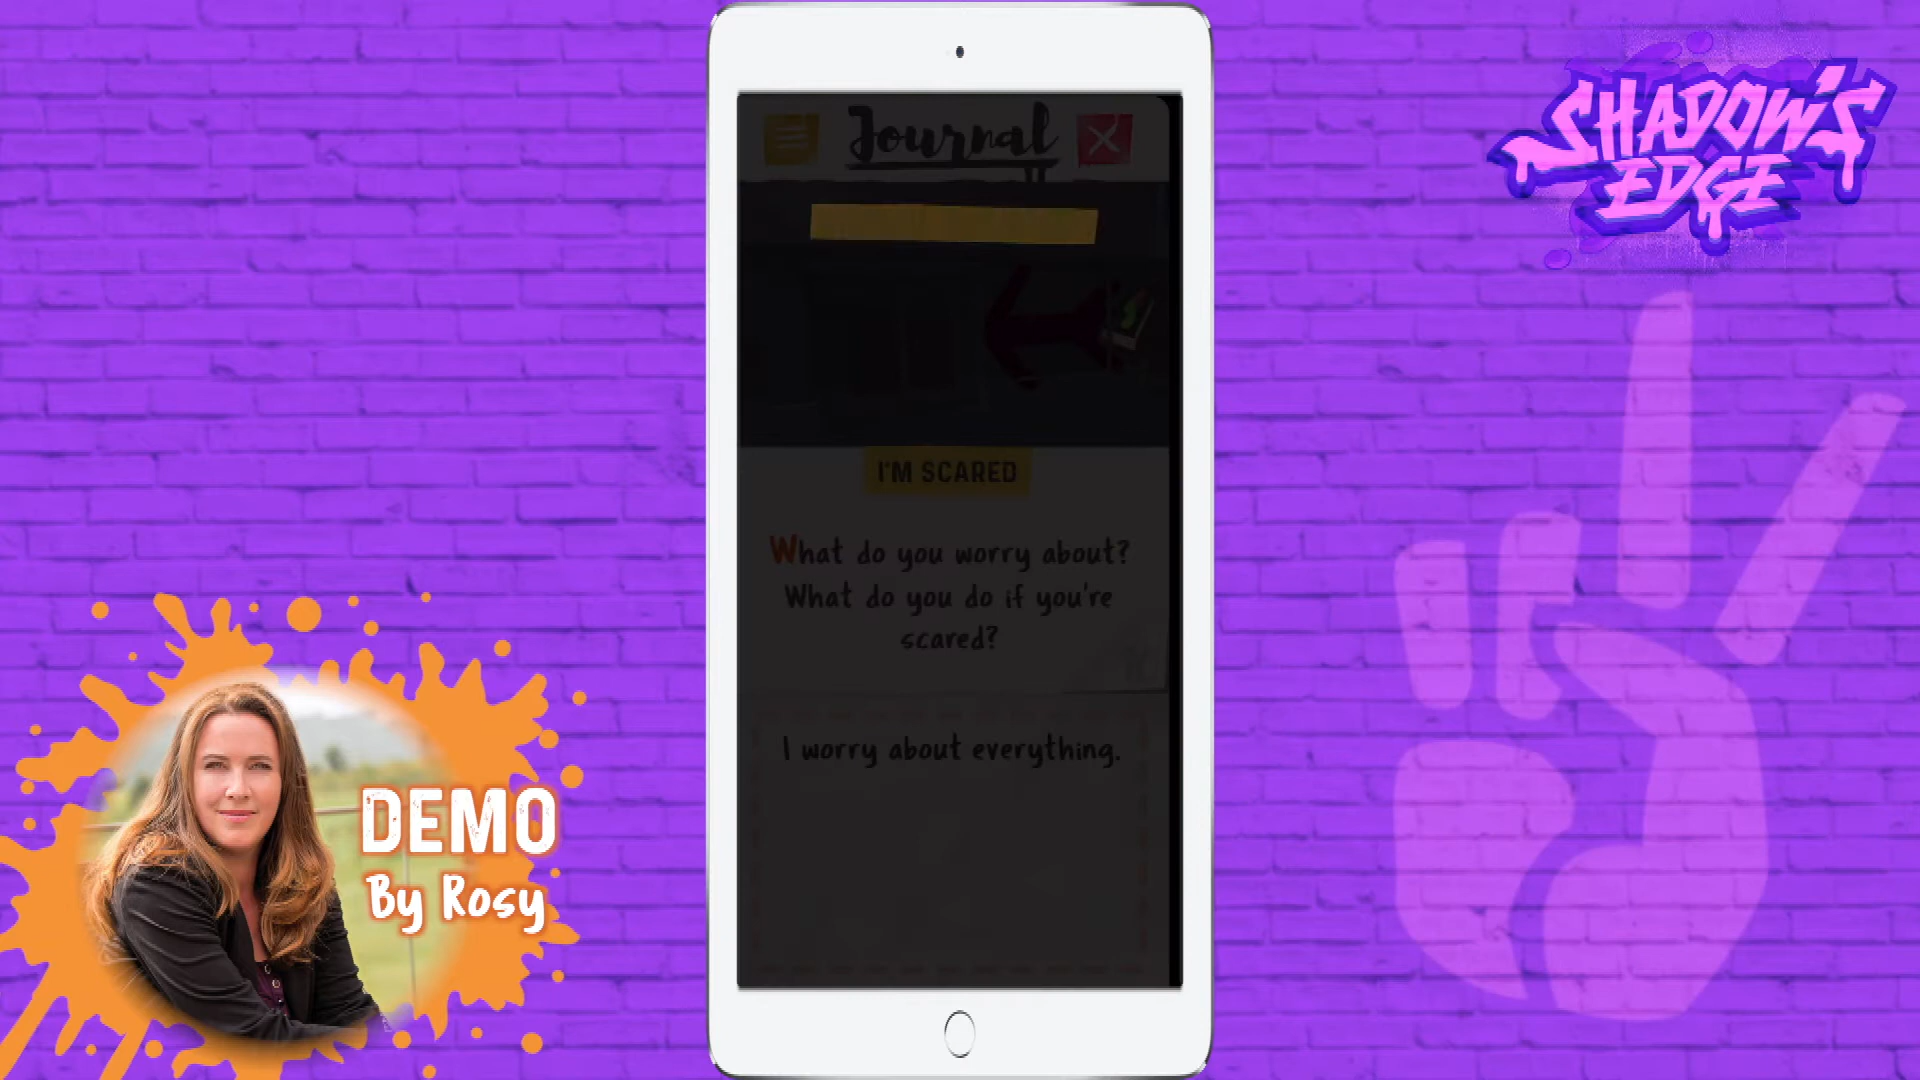 Journal
I'M SCARED
What do you worry about?
What do you do if you're
scared?
I worry about everything.
SHADOW'S
EDGE
DEMO
By Rosy